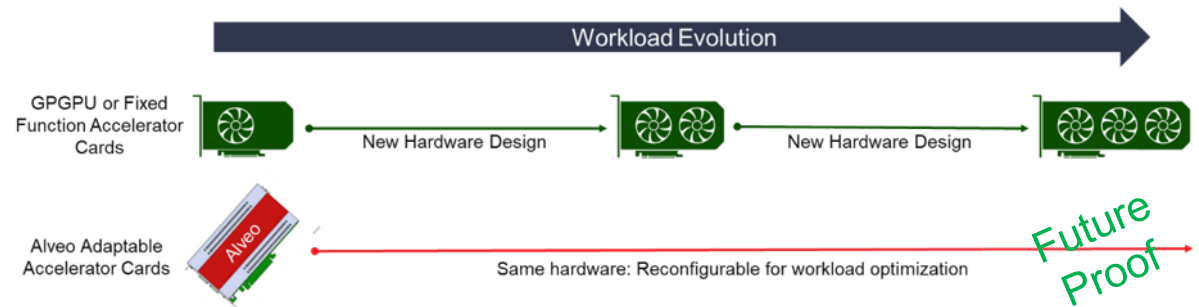 Workload Evolution
GPGPU or Fixed
Function Accelerator
Cards
New Hardware Design
New Hardware Design
Alveo Adaptable
Accelerator Cards
Alveo
Same hardware: Reconfigurable for workload optimization
Future
Proof